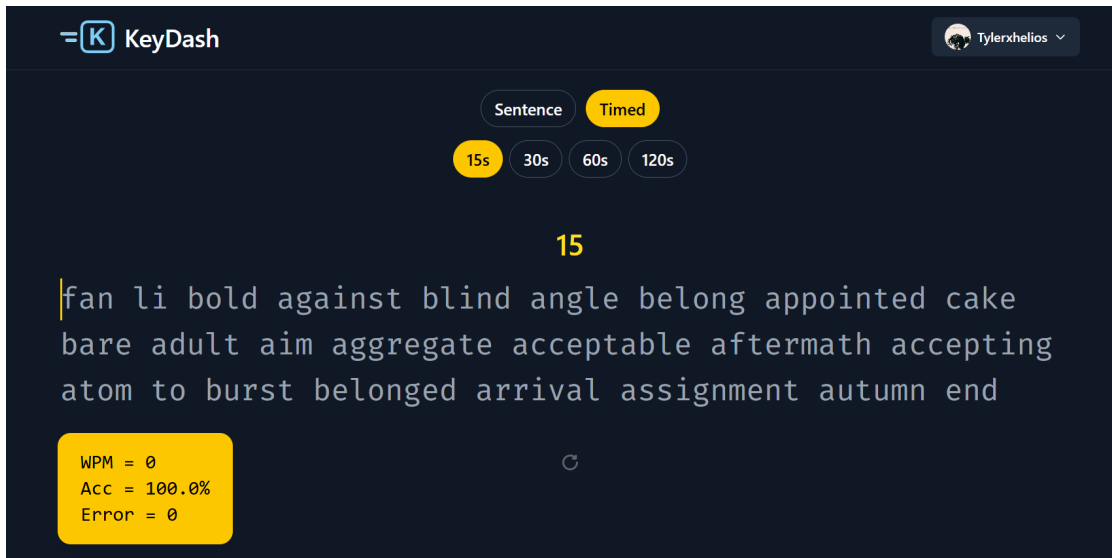 K KeyDash
Tylerxhelios
Sentence Timed
15s 30s 60s 120s
15
fan li bold against blind angle belong appointed cake
bare adult aim aggregate acceptable aftermath accepting
atom to burst belonged arrival assignment autumn end
WPM = 0
Acc = 100.0%
Error = 0